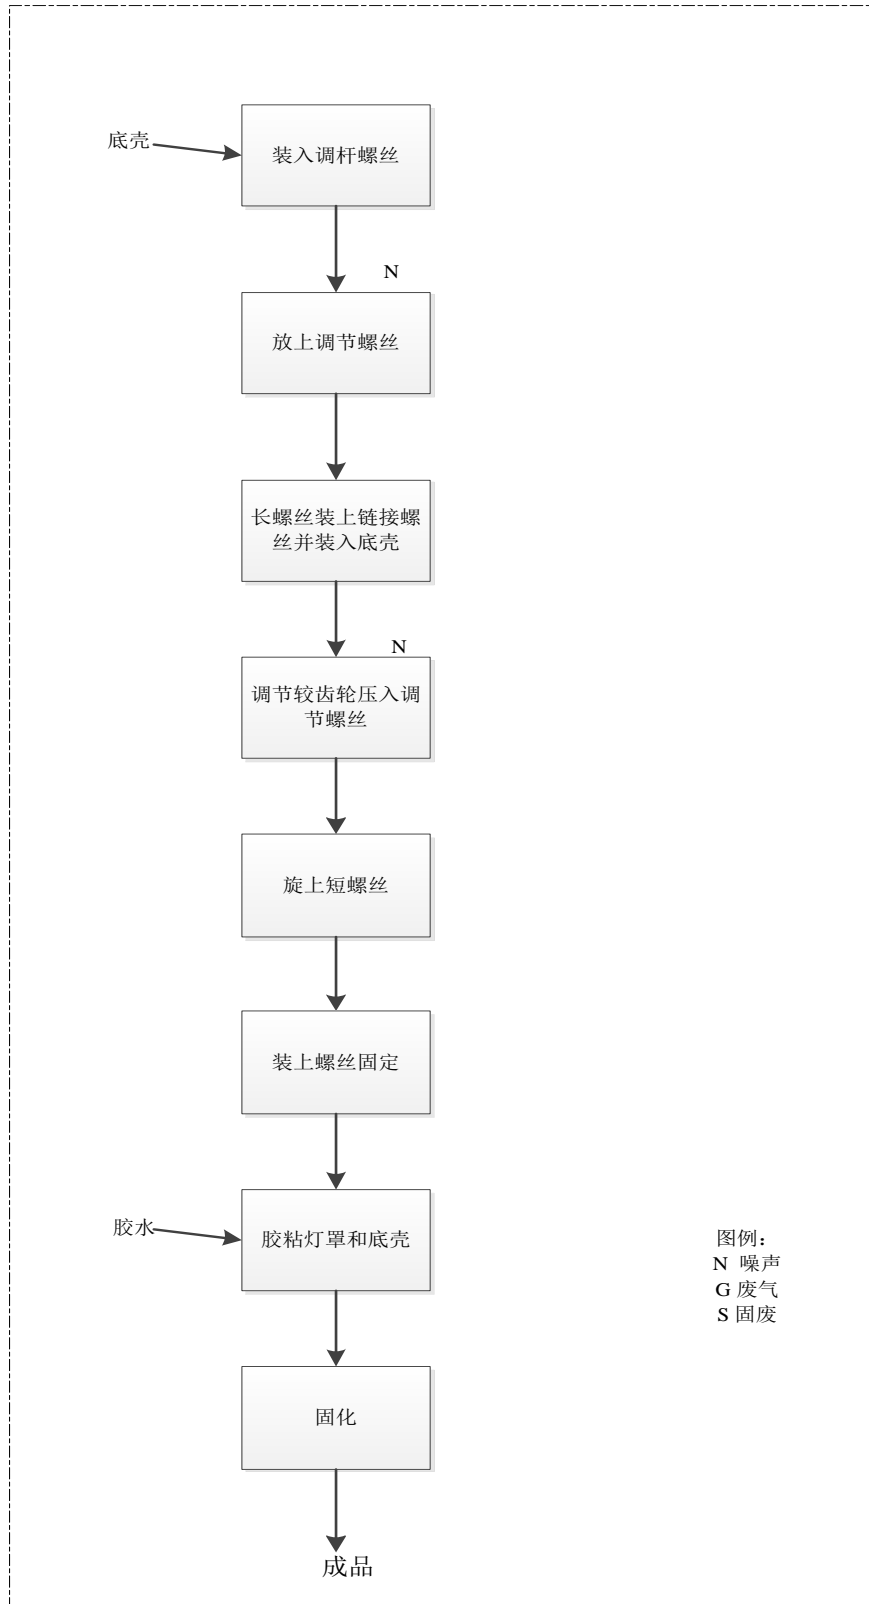 底壳
装入调杆螺丝
N
放上调节螺丝
长螺丝装上链接螺
丝并装入底壳
N
调节较齿轮压入调
节螺丝
旋上短螺丝
装上螺丝固定
胶水
胶粘灯罩和底壳
图例：
N 噪声
G 废气
S 固废
固化
成品